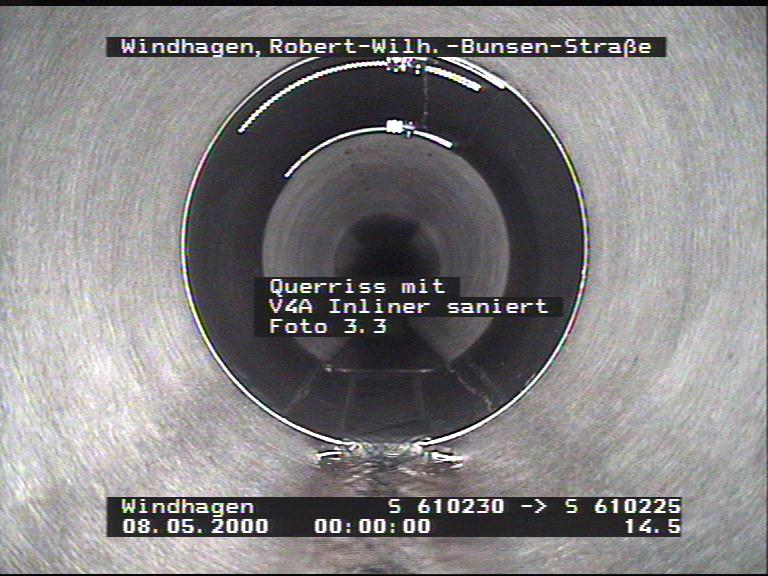 Windhagen, Robert-Wilh.-Bunsen-Straße
Querriss mit
V4A Inliner saniert
Foto 3.3
Windhagen S 610230 -> S 610225
08.05.2000 00:00:00 14.5